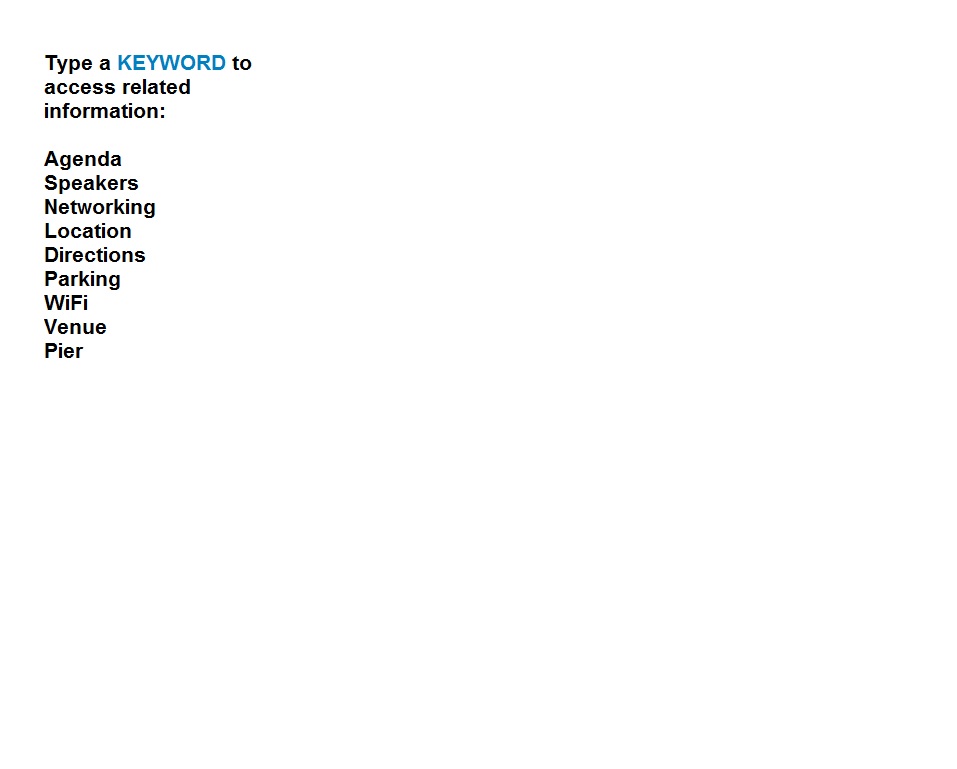 Type a KEYWORD to
access related
information:
Agenda
Speakers
Networking
Location
Directions
Parking
WiFi
Venue
Pier